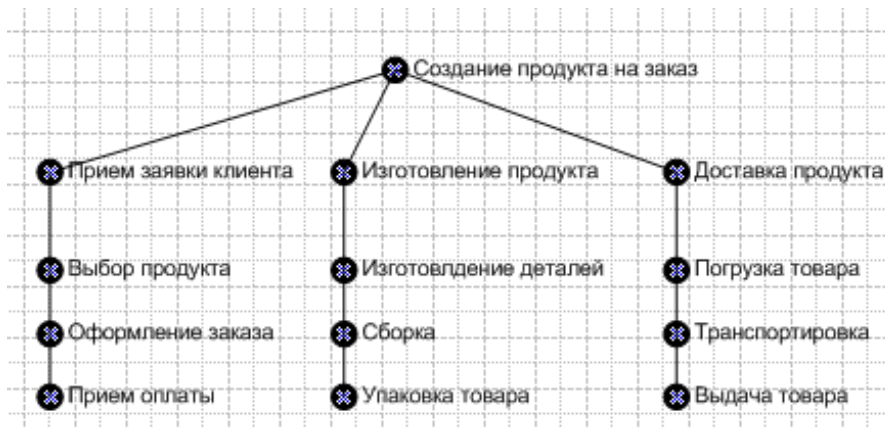 Создание продукта на заказ
Прием заявки клиента
Изготовление продукта
Доставка продукта
Выбор продукта
Изготовлдение деталей
Погрузка товара
Оформление заказа
Сборка
Транспортировка
Прием оплаты
Упаковка товара
Выдача товара